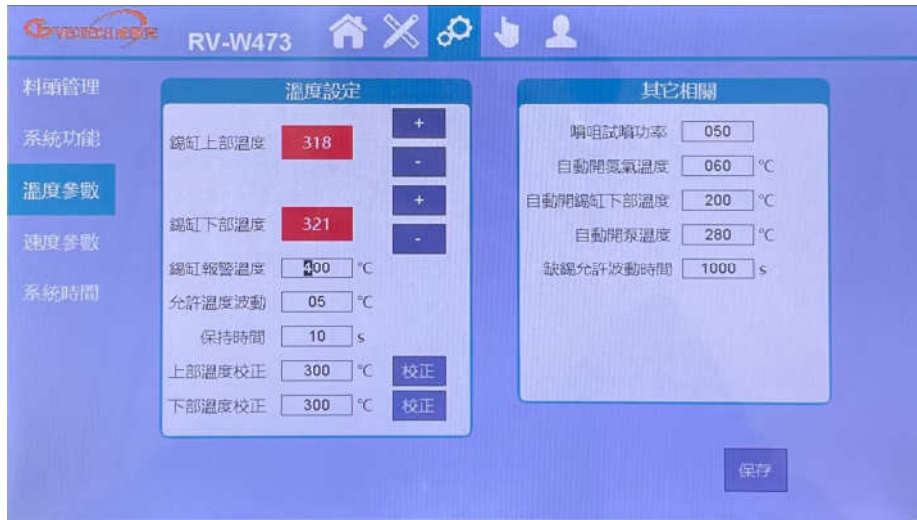 RV-W473
料頭管理
系統功能
溫度參數
速度參數
系統時間
溫度設定
錫缸上部溫度 318 + -
錫缸下部溫度 321 + -
錫缸報警溫度 400 °C
允許溫度波動 05 °C
保持時間 10 s
上部溫度校正 300 °C 校正
下部溫度校正 300 °C 校正
其它相關
噴咀試噴功率 050
自動開氮氣溫度 060 °C
自動開錫缸下部溫度 200 °C
自動開泵溫度 280 °C
缺錫允許波動時間 1000 s
保存